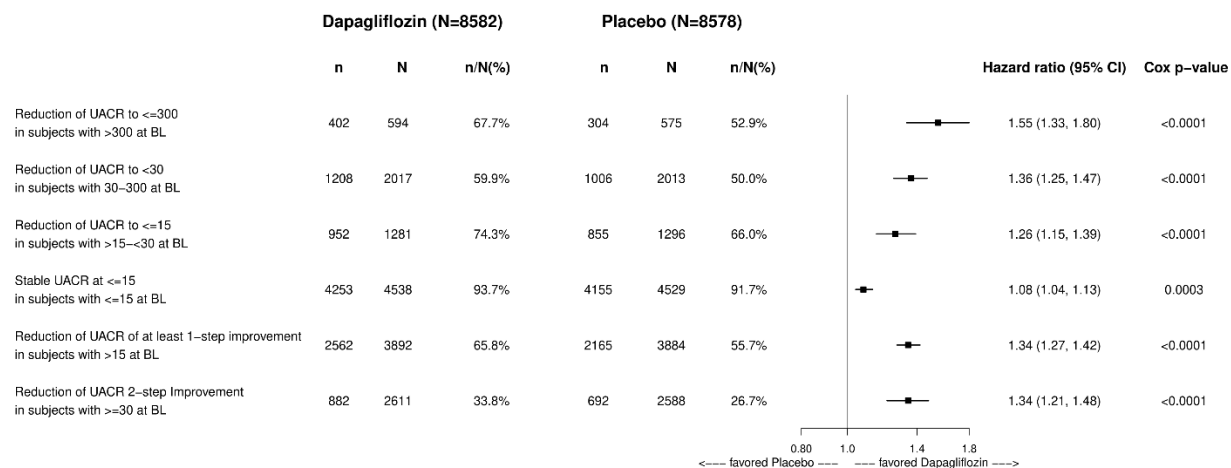 Dapagliflozin (N=8582) Placebo (N=8578)
n N n/N(%) n N n/N(%) Hazard ratio (95% CI) Cox p−value
Reduction of UACR to <=300
in subjects with >300 at BL
402 594 67.7% 304 575 52.9% 1.55 (1.33, 1.80) <0.0001
Reduction of UACR to <30
in subjects with 30−300 at BL
1208 2017 59.9% 1006 2013 50.0% 1.36 (1.25, 1.47) <0.0001
Reduction of UACR to <=15
in subjects with >15−<30 at BL
952 1281 74.3% 855 1296 66.0% 1.26 (1.15, 1.39) <0.0001
Stable UACR at <=15
in subjects with <=15 at BL
4253 4538 93.7% 4155 4529 91.7% 1.08 (1.04, 1.13) 0.0003
Reduction of UACR of at least 1−step improvement
in subjects with >15 at BL
2562 3892 65.8% 2165 3884 55.7% 1.34 (1.27, 1.42) <0.0001
Reduction of UACR 2−step Improvement
in subjects with >=30 at BL
882 2611 33.8% 692 2588 26.7% 1.34 (1.21, 1.48) <0.0001
0.80 1.0 1.4 1.8
<−−− favored Placebo −−− −−− favored Dapagliflozin −−−>